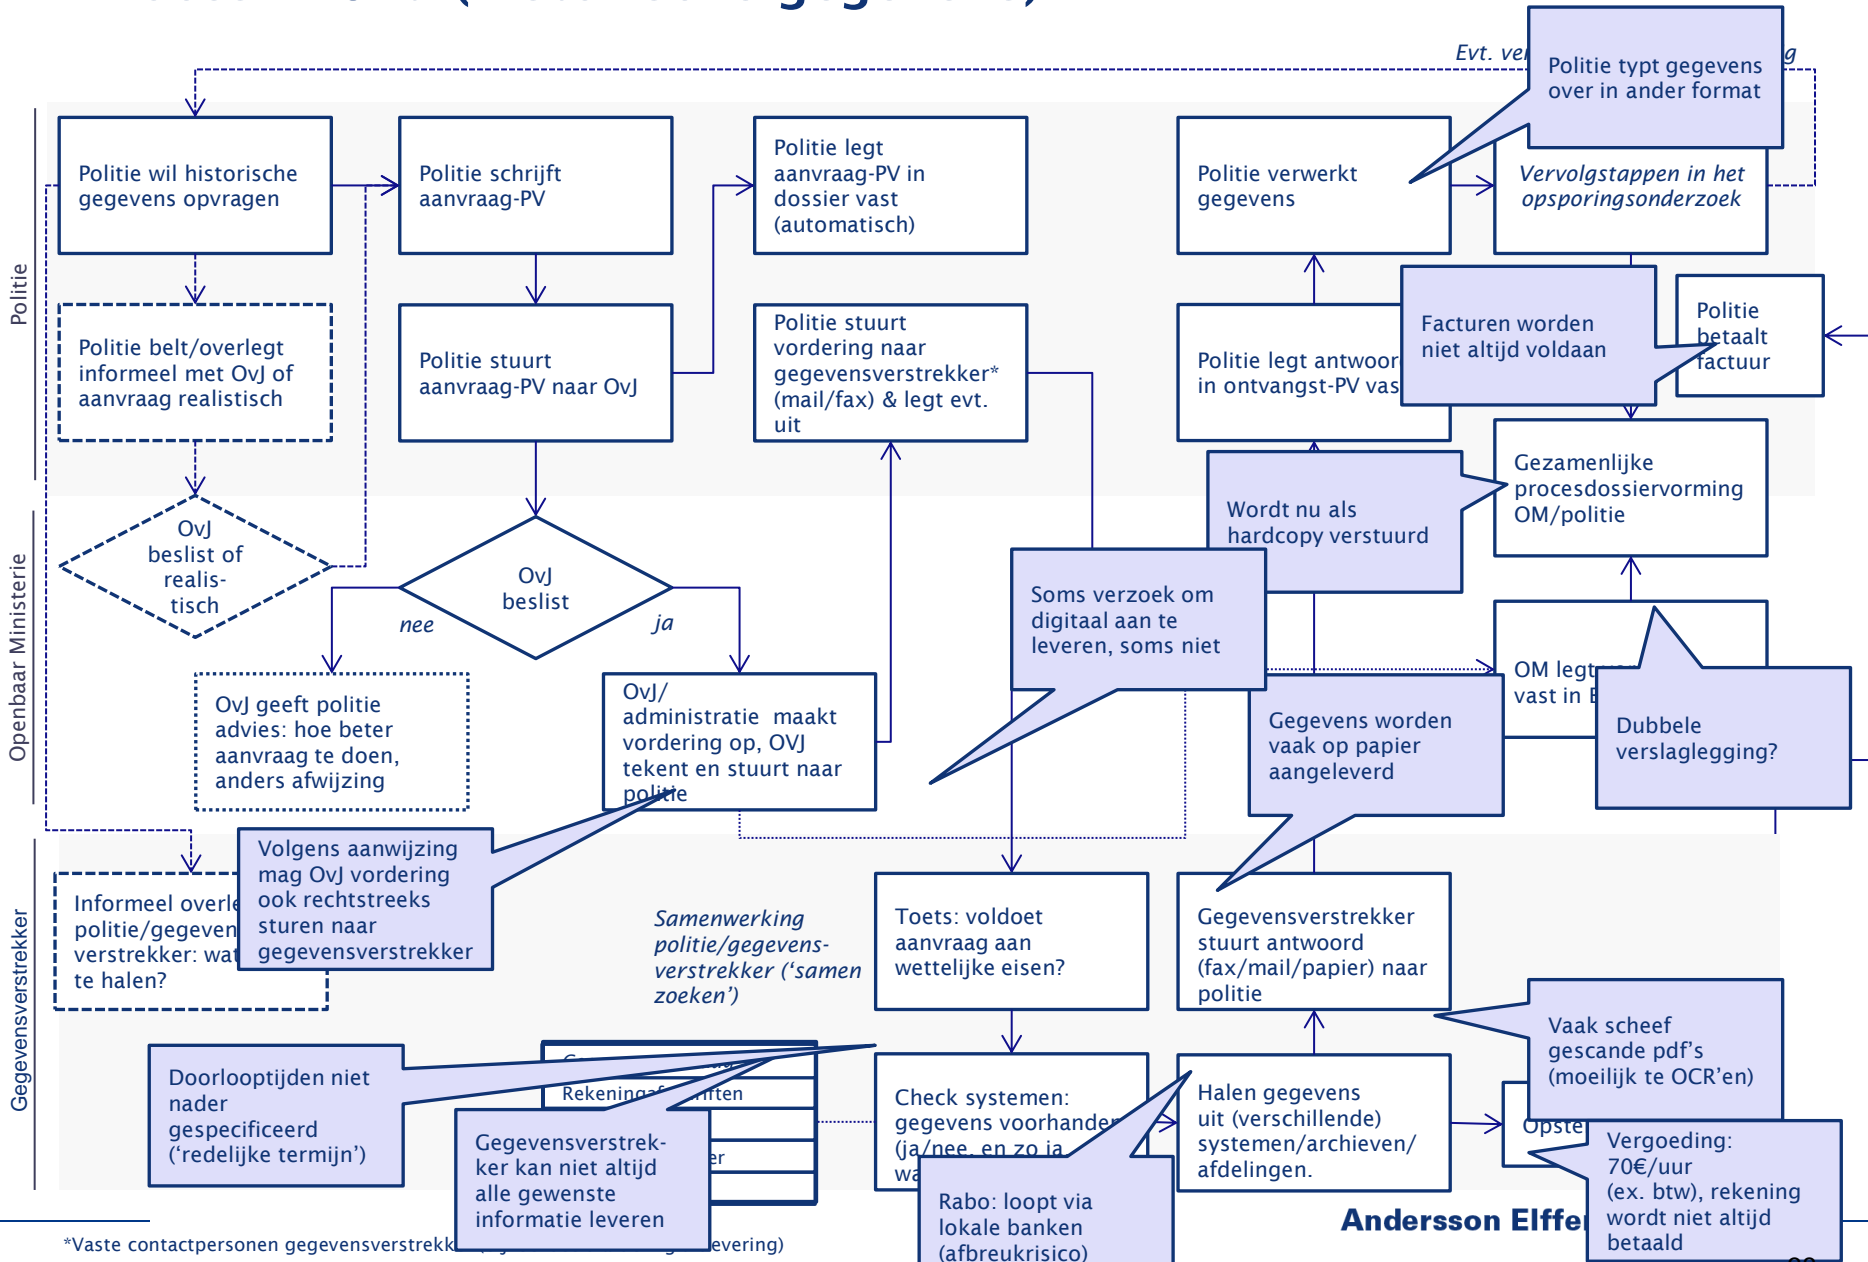 Evt.
Politie typt gegevens
over in ander format
Politie
Politie wil historische
gegevens opvragen
Politie schrijft
aanvraag-PV
Politie legt
aanvraag-PV in
dossier vast
(automatisch)
Politie verwerkt
gegevens
Vervolgstappen in het
opsporingsonderzoek
Politie belt/overlegt
informeel met OvJ of
aanvraag realistisch
Politie stuurt
aanvraag-PV naar OvJ
Politie stuurt
vordering naar
gegevensverstrekker*
(mail/fax) & legt evt.
uit
Politie legt
in ontvangst-PV
Facturen worden
niet altijd voldaan
Politie
betaalt
factuur
Wordt nu als
hardcopy verstuurd
Gezamenlijke
procesdossiervorming
OM/politie
Openbaar Ministerie
OvJ
beslist of
realis-
tisch
OvJ
beslist
nee
ja
Soms verzoek om
digitaal aan te
leveren, soms niet
OvJ geeft politie
advies: hoe beter
aanvraag te doen,
anders afwijzing
OvJ/
administratie maakt
vordering op, OVJ
tekent en stuurt naar
politie
Gegevens worden
vaak op papier
aangeleverd
OM legt
vast in
Dubbele
verslaglegging?
Gegevensverstrekker
Volgens aanwijzing
mag OvJ vordering
ook rechtstreeks
sturen naar
gegevensverstrekker
Informeel
verstrekker:
te halen?
Samenwerking
politie/gegevens-
verstrekker (‘samen
zoeken’)
Toets: voldoet
aanvraag aan
wettelijke eisen?
Gegevensverstrekker
stuurt antwoord
(fax/mail/papier) naar
politie
Vaak scheef
gescande pdf’s
(moeilijk te OCR’en)
Doorlooptijden niet
nader
gespecificeerd
(‘redelijke termijn’)
Gegevensverstrek-
ker kan niet altijd
alle gewenste
informatie leveren
Check systemen:
gegevens
(ja/nee, en zo ja
Rabo: loopt via
lokale banken
(afbreukrisico)
Halen gegevens
uit (verschillende)
systemen/archieven/
afdelingen.
Vergoeding:
70€/uur
(ex. btw), rekening
wordt niet altijd
betaald
Andersson
*Vaste contactpersonen